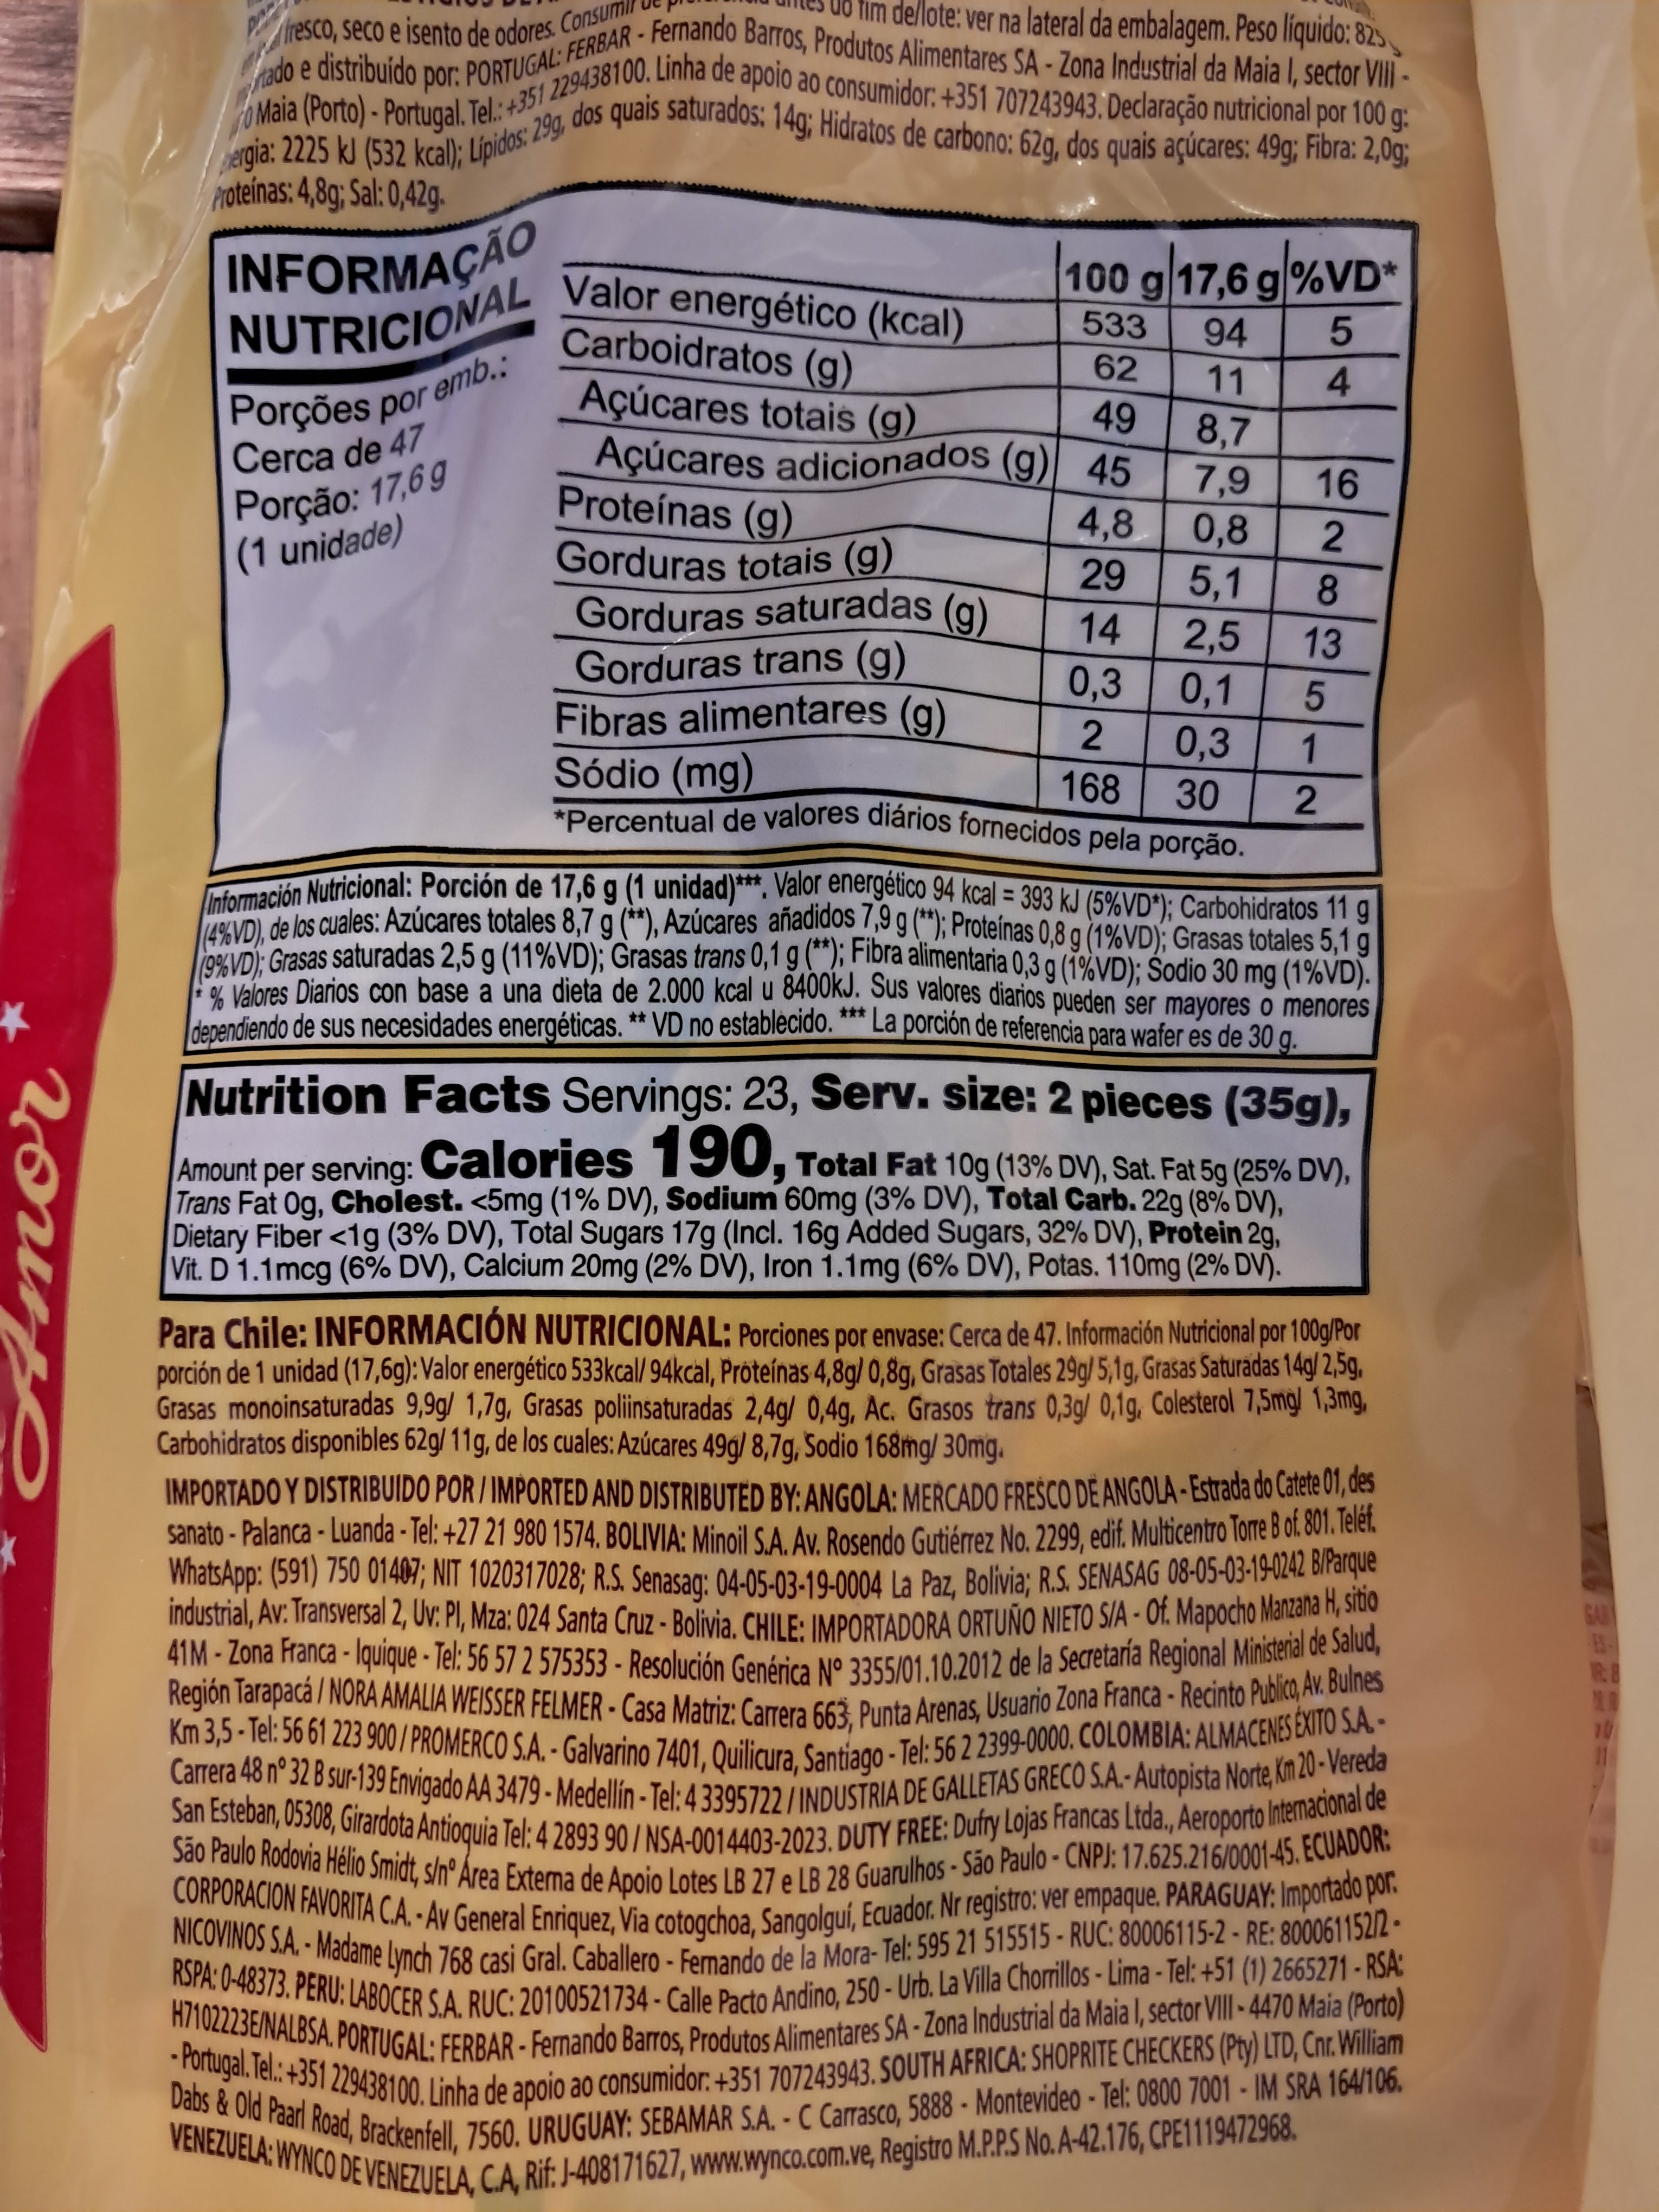 fresco, seco e isento de odores. Consumir de antes do fim de/lote: ver na lateral da embalagem. Peso líquido: 825
e distribuído por: PORTUGAL: FERBAR - Fernando Barros, Produtos Alimentares SA - Zona Industrial da Maia I, sector VIII -
Maia (Porto) - Portugal. Tel.: +351 229438100. Linha de apoio ao consumidor: +351 707243943. Declaração nutricional por 100 g:
Energia: 2225 kJ (532 kcal); Lípidos: 29g, dos quais saturados: 14g; Hidratos de carbono: 62g, dos quais açúcares: 49g; Fibra: 2,0g;
Proteínas: 4,8g; Sal: 0,42g.
INFORMAÇÃO
NUTRICIONAL
Porções por emb.:
Cerca de 47
Porção: 17,6 g
(1 unidade)
100 g 17,6 g %VD*
Valor energético (kcal) 533 94 5
Carboidratos (g) 62 11 4
Açúcares totais (g) 49 8,7
Açúcares adicionados (g) 45 7,9 16
Proteínas (g) 4,8 0,8 2
Gorduras totais (g) 29 5,1 8
Gorduras saturadas (g) 14 2,5 13
Gorduras trans (g) 0,3 0,1 5
Fibras alimentares (g) 2 0,3 1
Sódio (mg) 168 30 2
*Percentual de valores diários fornecidos pela porção.
Información Nutricional: Porción de 17,6 g (1 unidad)***. Valor energético 94 kcal = 393 kJ (5%VD*); Carbohidratos 11 g
(4%VD), de los cuales: Azúcares totales 8,7 g (**), Azúcares añadidos 7,9 g (**); Proteínas 0,8 g (1%VD); Grasas totales 5,1 g
(9%VD); Grasas saturadas 2,5 g (11%VD); Grasas trans 0,1 g (**); Fibra alimentaria 0,3 g (1%VD); Sodio 30 mg (1%VD).
* % Valores Diarios con base a una dieta de 2.000 kcal u 8400kJ. Sus valores diarios pueden ser mayores o menores
dependiendo de sus necesidades energéticas. ** VD no establecido. *** La porción de referencia para wafer es de 30 g.
Nutrition Facts Servings: 23, Serv. size: 2 pieces (35g),
Amount per serving: Calories 190, Total Fat 10g (13% DV), Sat. Fat 5g (25% DV),
Trans Fat 0g, Cholest. <5mg (1% DV), Sodium 60mg (3% DV), Total Carb. 22g (8% DV),
Dietary Fiber <1g (3% DV), Total Sugars 17g (Incl. 16g Added Sugars, 32% DV), Protein 2g,
Vit. D 1.1mcg (6% DV), Calcium 20mg (2% DV), Iron 1.1mg (6% DV), Potas. 110mg (2% DV).
Para Chile: INFORMACIÓN NUTRICIONAL: Porciones por envase: Cerca de 47. Información Nutricional por 100g/Por
porción de 1 unidad (17,6g): Valor energético 533kcal/ 94kcal, Proteínas 4,8g/ 0,8g, Grasas Totales 29g/ 5,1g, Grasas Saturadas 14g/ 2,5g,
Grasas monoinsaturadas 9,9g/ 1,7g, Grasas poliinsaturadas 2,4g/ 0,4g, Ac. Grasos trans 0,3g/ 0,1g, Colesterol 7,5mg/ 1,3mg,
Carbohidratos disponibles 62g/ 11g, de los cuales: Azúcares 49g/ 8,7g, Sodio 168mg/ 30mg.
IMPORTADO Y DISTRIBUIDO POR / IMPORTED AND DISTRIBUTED BY: ANGOLA: MERCADO FRESCO DE ANGOLA - Estrada do Catete 01, des
sanato - Palanca - Luanda - Tel: +27 21 980 1574. BOLIVIA: Minoil S.A. Av. Rosendo Gutiérrez No. 2299, edif. Multicentro Torre B of. 801. Teléf.
WhatsApp: (591) 750 01407; NIT 1020317028; R.S. Senasag: 04-05-03-19-0004 La Paz, Bolivia; R.S. SENASAG 08-05-03-19-0242 B/Parque
industrial, Av: Transversal 2, Uv: PI, Mza: 024 Santa Cruz - Bolivia. CHILE: IMPORTADORA ORTUÑO NIETO S/A - Of. Mapocho Manzana H, sitio
41M - Zona Franca - Iquique - Tel: 56 57 2 575353 - Resolución Genérica N° 3355/01.10.2012 de la Secretaría Regional Ministerial de Salud,
Región Tarapacá / NORA AMALIA WEISSER FELMER - Casa Matriz: Carrera 663, Punta Arenas, Usuario Zona Franca - Recinto Publico, Av. Bulnes
Km 3,5 - Tel: 56 61 223 900 / PROMERCO S.A. - Galvarino 7401, Quilicura, Santiago - Tel: 56 2 2399-0000. COLOMBIA: ALMACENES ÉXITO S.A. -
Carrera 48 n° 32 B sur-139 Envigado AA 3479 - Medellín - Tel: 4 3395722 / INDUSTRIA DE GALLETAS GRECO S.A.- Autopista Norte, Km 20 - Vereda
San Esteban, 05308, Girardota Antioquia Tel: 4 2893 90 / NSA-0014403-2023. DUTY FREE: Dufry Lojas Francas Ltda., Aeroporto Internacional de
São Paulo Rodovia Hélio Smidt, s/n° Área Externa de Apoio Lotes LB 27 e LB 28 Guarulhos - São Paulo - CNPJ: 17.625.216/0001-45. ECUADOR:
CORPORACION FAVORITA C.A. - Av General Enriquez, Via cotogchoa, Sangolguí, Ecuador. Nr registro: ver empaque. PARAGUAY: Importado por:
NICOVINOS S.A. - Madame Lynch 768 casi Gral. Caballero - Fernando de la Mora- Tel: 595 21 515515 - RUC: 80006115-2 - RE: 800061152/2 -
RSPA: 0-48373. PERU: LABOCER S.A. RUC: 20100521734 - Calle Pacto Andino, 250 - Urb. La Villa Chorrillos - Lima - Tel: +51 (1) 2665271 - RSA:
H7102223E/NALBSA. PORTUGAL: FERBAR - Fernando Barros, Produtos Alimentares SA - Zona Industrial da Maia I, sector VIII - 4470 Maia (Porto)
- Portugal. Tel.: +351 229438100. Linha de apoio ao consumidor: +351 707243943. SOUTH AFRICA: SHOPRITE CHECKERS (Pty) LTD, Cnr. William
Dabs & Old Paarl Road, Brackenfell, 7560. URUGUAY: SEBAMAR S.A. - C Carrasco, 5888 - Montevideo - Tel: 0800 7001 - IM SRA 164/106.
VENEZUELA: WYNCO DE VENEZUELA, C.A, Rif: J-408171627, www.wynco.com.ve, Registro M.P.P.S No. A-42.176, CPE1119472968.
Amor